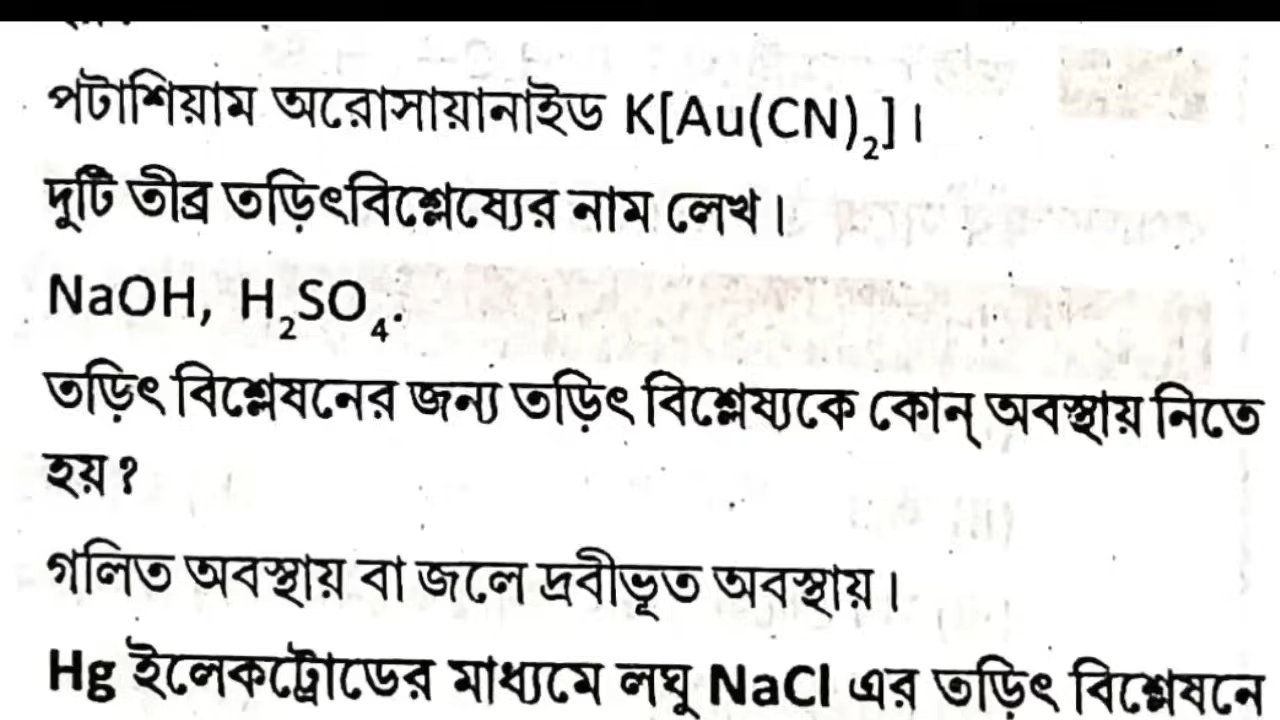 পটাশিয়াম অরোসায়ানাইড K[Au(CN)₂]।
দুটি তীব্র তড়িৎবিশ্লেষ্যের নাম লেখ।
NaOH, H₂SO₄.
তড়িৎ বিশ্লেষনের জন্য তড়িৎ বিশ্লেষ্যকে কোন্ অবস্থায় নিতে
হয়?
গলিত অবস্থায় বা জলে দ্রবীভূত অবস্থায়।
Hg ইলেকট্রোডের মাধ্যমে লঘু NaCl এর তড়িৎ বিশ্লেষনে